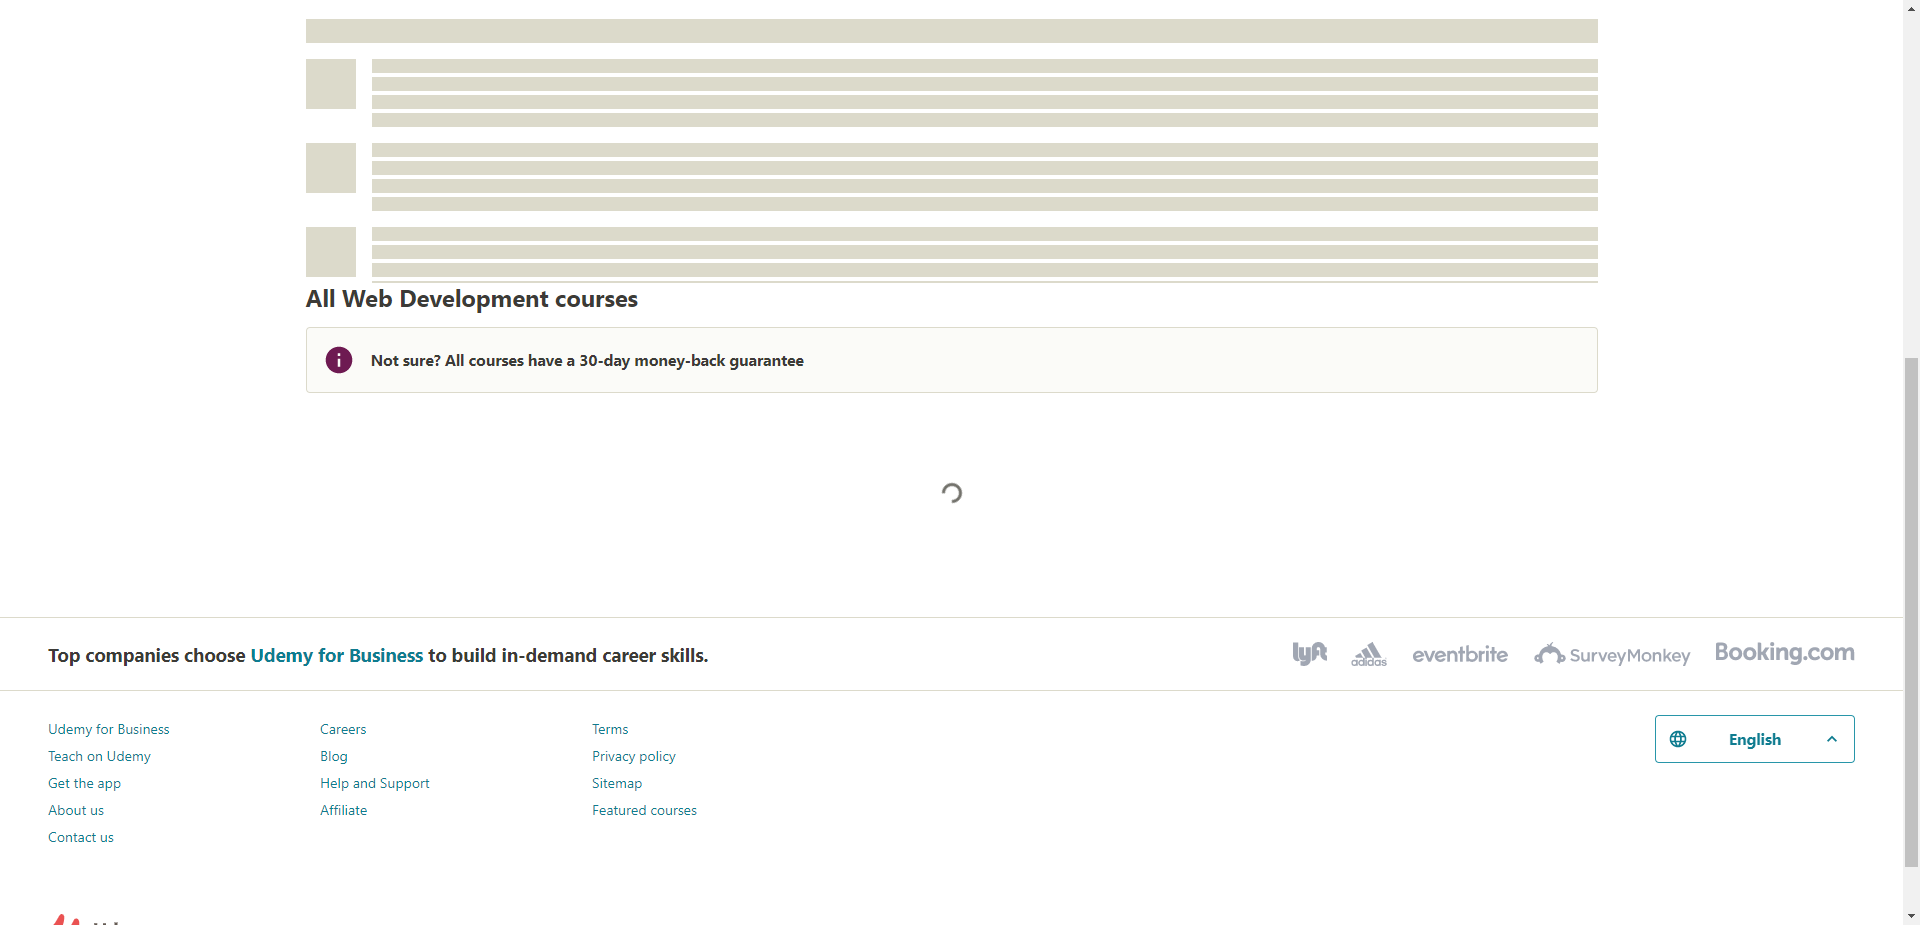 All Web Development courses
Not sure? All courses have a 30-day money-back guarantee
Top companies choose Udemy for Business to build in-demand career skills.
lyft
adidas
eventbrite
SurveyMonkey
Booking.com
Udemy for Business
Careers
Terms
English
Teach on Udemy
Blog
Privacy policy
Get the app
Help and Support
Sitemap
About us
Affiliate
Featured courses
Contact us